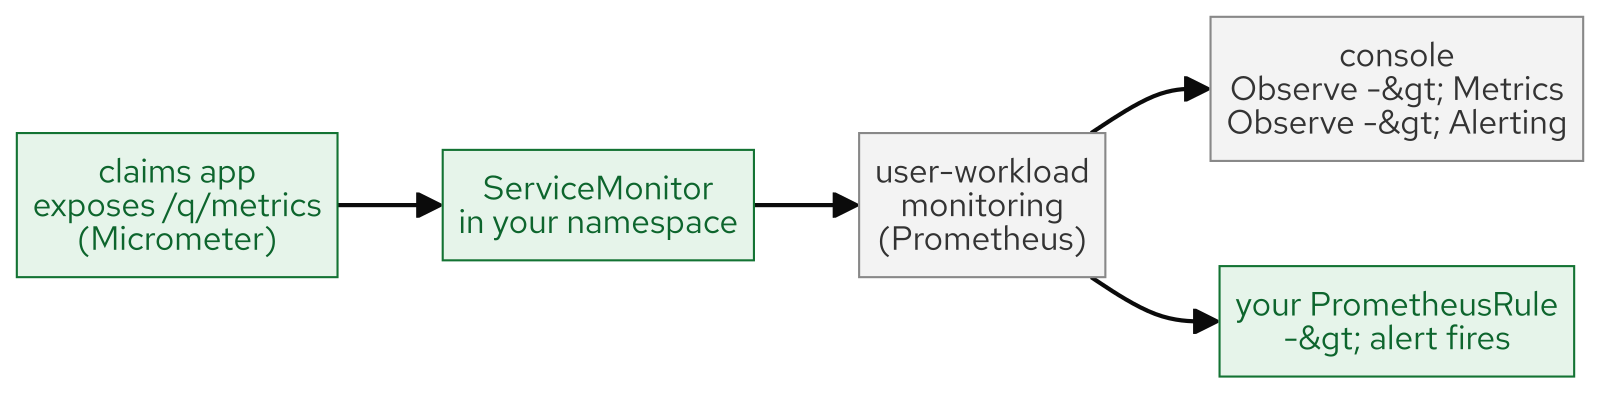 claims app
exposes /q/metrics
(Micrometer)
ServiceMonitor
in your namespace
user-workload
monitoring
(Prometheus)
console
Observe -&gt; Metrics
Observe -&gt; Alerting
your PrometheusRule
-&gt; alert fires